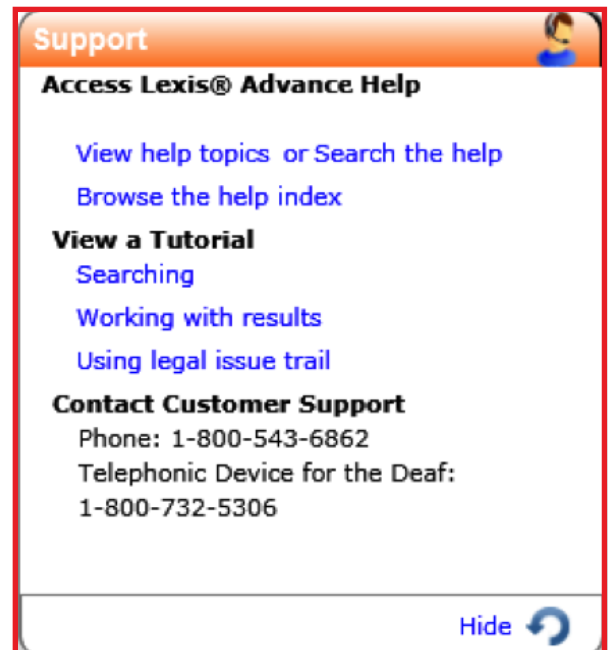 Support
Access Lexis® Advance Help
View help topics or Search the help
Browse the help index
View a Tutorial
Searching
Working with results
Using legal issue trail
Contact Customer Support
Phone: 1-800-543-6862
Telephonic Device for the Deaf:
1-800-732-5306
Hide